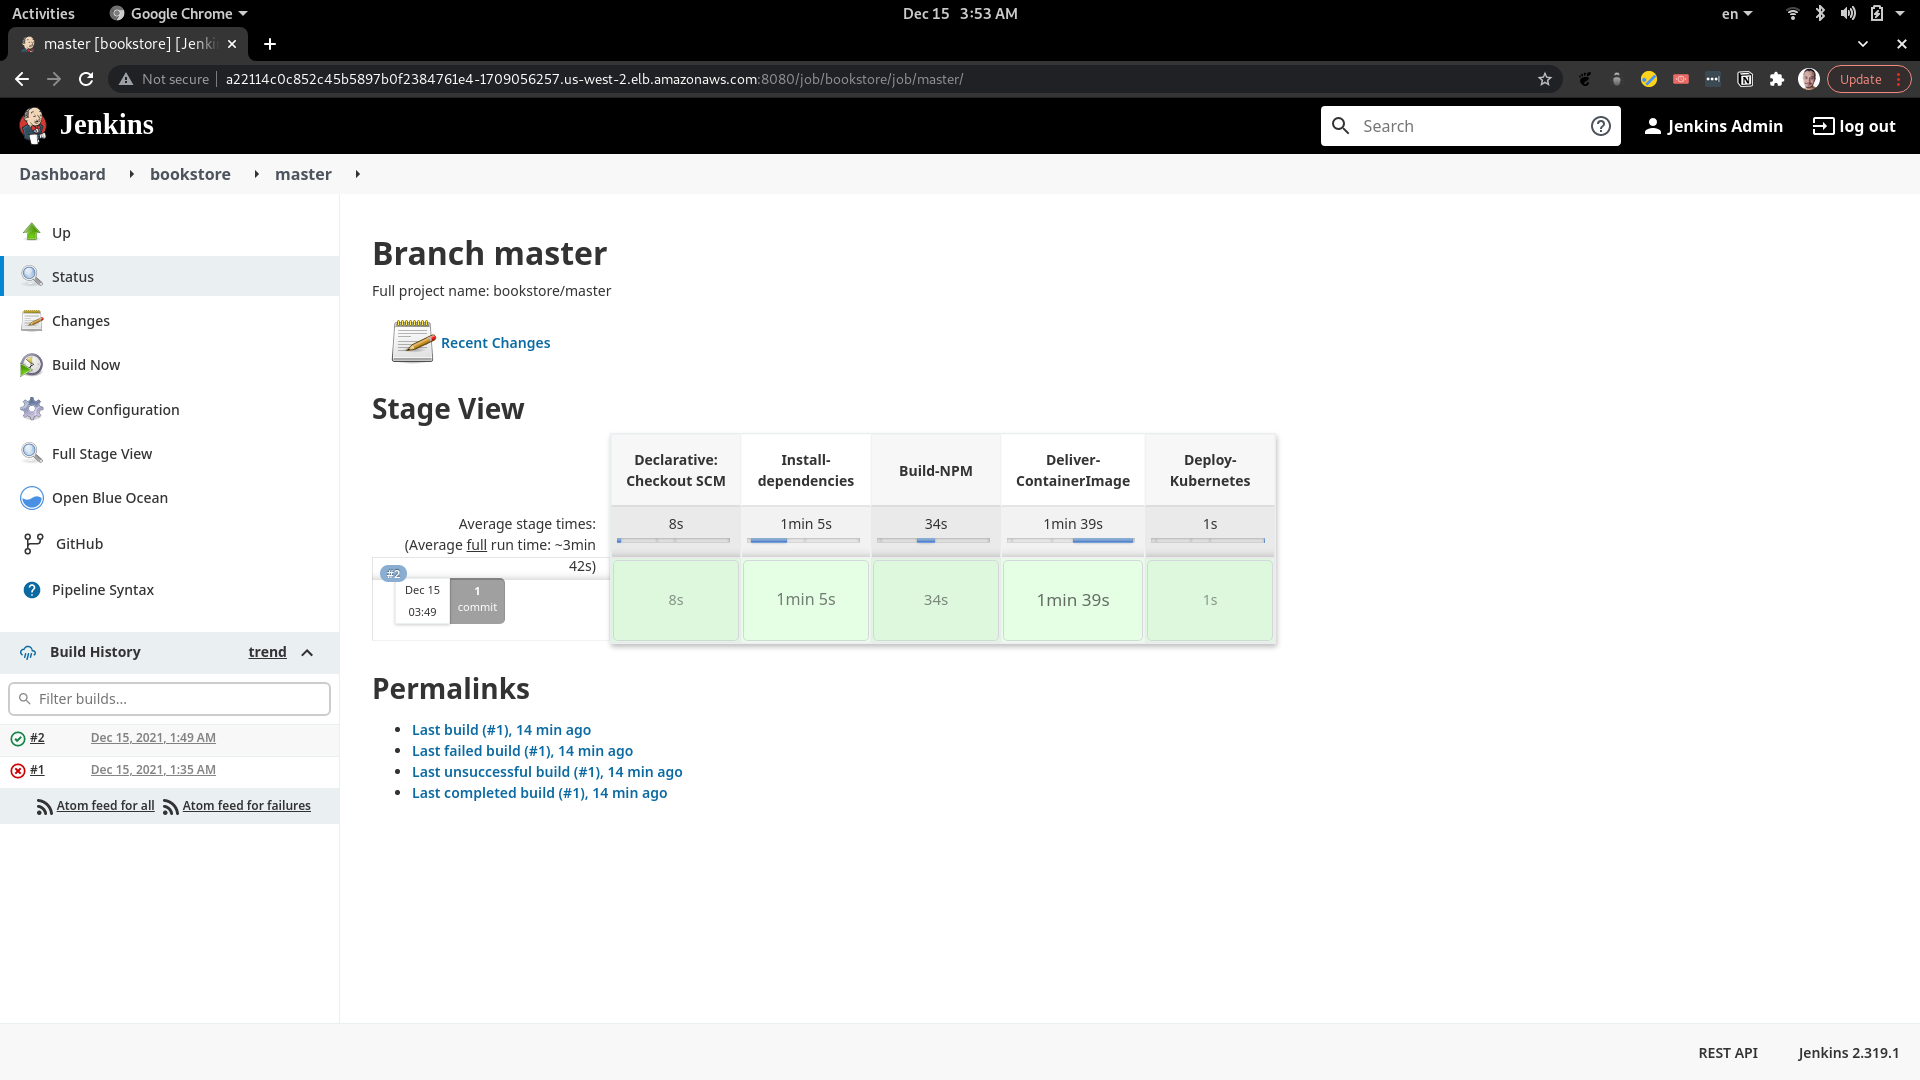 Activities
Google Chrome
Dec 15 3:53 AM
en
master [bookstore] [Jenki
Not secure
a22114c0c852c45b5897b0f2384761e4-1709056257.us-west-2.elb.amazonaws.com:8080/job/bookstore/job/master/
Update
Jenkins
Search
Jenkins Admin
log out
Dashboard
bookstore
master
Up
Status
Changes
Build Now
View Configuration
Full Stage View
Open Blue Ocean
GitHub
Pipeline Syntax
Build History
trend
Filter builds...
#2
Dec 15, 2021, 1:49 AM
#1
Dec 15, 2021, 1:35 AM
Atom feed for all
Atom feed for failures
Branch master
Full project name: bookstore/master
Recent Changes
Stage View
Declarative:
Checkout SCM
Install-
dependencies
Build-NPM
Deliver-
ContainerImage
Deploy-
Kubernetes
Average stage times:
(Average full run time: ~3min
42s)
8s
1min 5s
34s
1min 39s
1s
#2
Dec 15
03:49
1
commit
8s
1min 5s
34s
1min 39s
1s
Permalinks
Last build (#1), 14 min ago
Last failed build (#1), 14 min ago
Last unsuccessful build (#1), 14 min ago
Last completed build (#1), 14 min ago
REST API
Jenkins 2.319.1